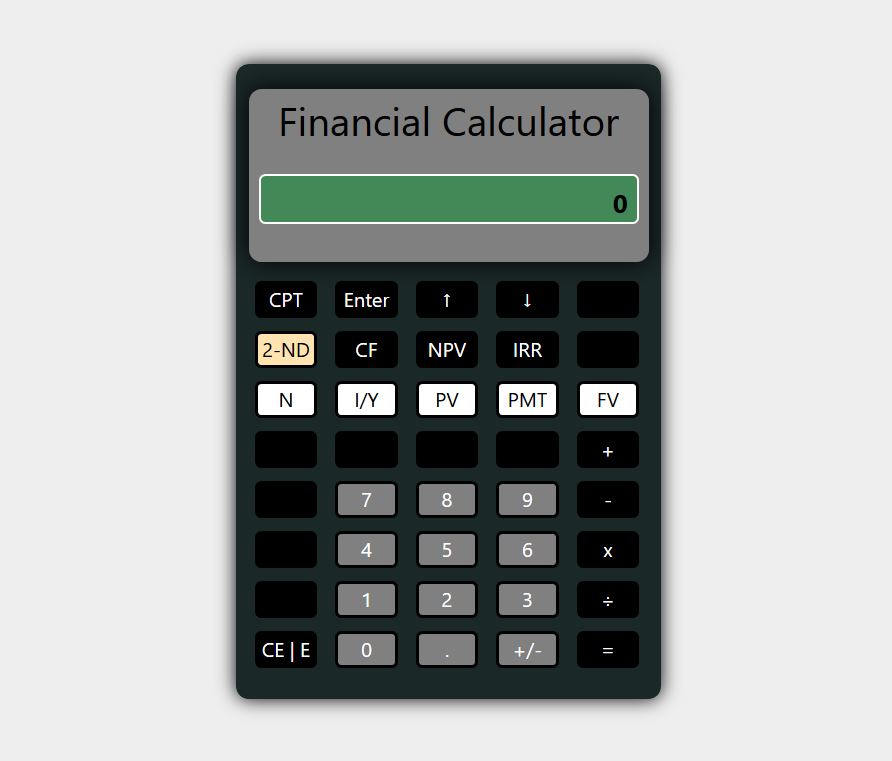 Financial Calculator
0
CPT Enter ↑ ↓
2-ND CF NPV IRR
N I/Y PV PMT FV
+
7 8 9 -
4 5 6 x
1 2 3 ÷
CE | E 0 . +/- =